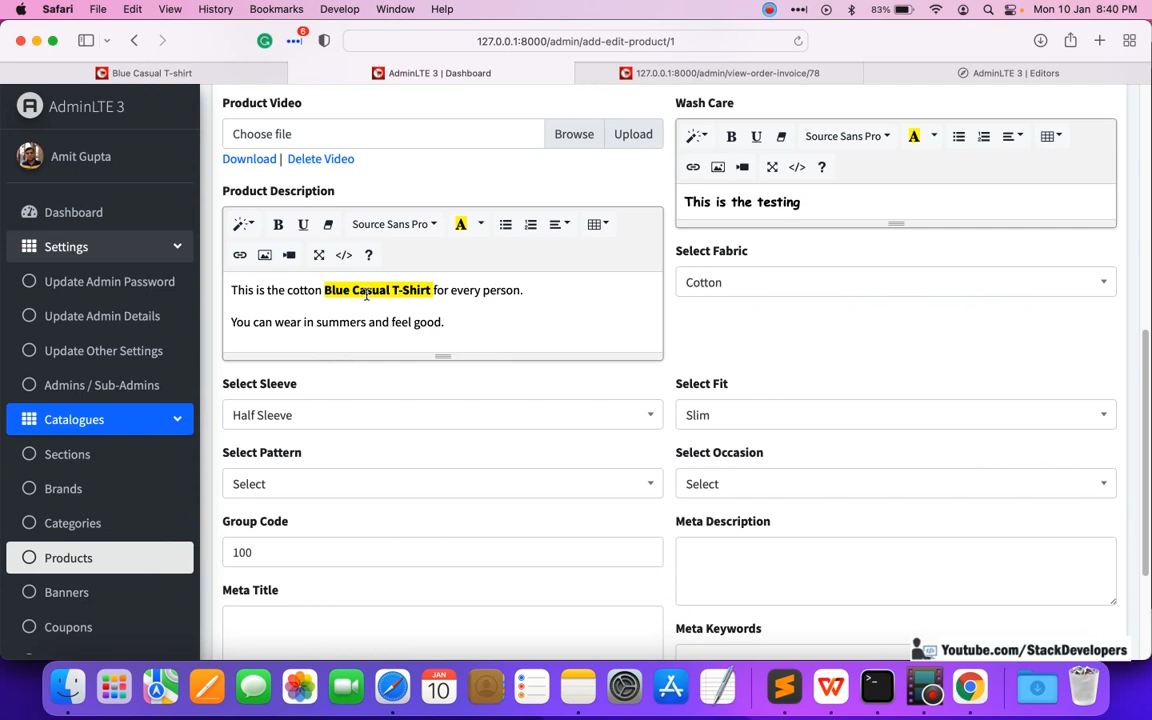 Safari File Edit View History Bookmarks Develop Window Help 83% Mon 10 Jan 8:40 PM
6 127.0.0.1:8000/admin/add-edit-product/1
Blue Casual T-shirt AdminLTE 3 | Dashboard 127.0.0.1:8000/admin/view-order-invoice/78 AdminLTE 3 | Editors
A AdminLTE 3
Amit Gupta
Dashboard
Settings
Update Admin Password
Update Admin Details
Update Other Settings
Admins / Sub-Admins
Catalogues
Sections
Brands
Categories
Products
Banners
Coupons
Product Video
Choose file Browse Upload
Download | Delete Video
Product Description
B U Source Sans Pro A
</> ?
This is the cotton Blue Casual T-Shirt for every person.
You can wear in summers and feel good.
Wash Care
B U Source Sans Pro A
</> ?
This is the testing
Select Fabric
Cotton
Select Sleeve
Half Sleeve
Select Fit
Slim
Select Pattern
Select
Select Occasion
Select
Group Code
100
Meta Description
Meta Title
Meta Keywords
Youtube.com/StackDevelopers
JAN
10